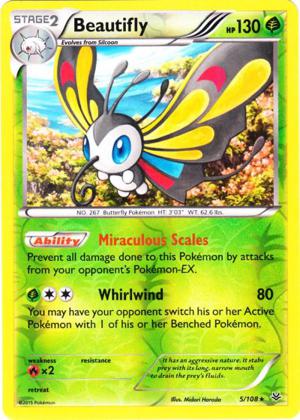 STAGE2
Beautifly
HP 130
Evolves from Silcoon
NO. 267 Butterfly Pokémon HT: 3'03" WT: 62.6 lbs.
Ability Miraculous Scales
Prevent all damage done to this Pokémon by attacks
from your opponent's Pokémon-EX.
Whirlwind 80
You may have your opponent switch his or her Active
Pokémon with 1 of his or her Benched Pokémon.
weakness resistance
×2
retreat
It has an aggressive nature. It stabs
prey with its long, narrow mouth
to drain the prey's fluids.
Illus. Midori Harada
5/108 ★
©2015 Pokémon